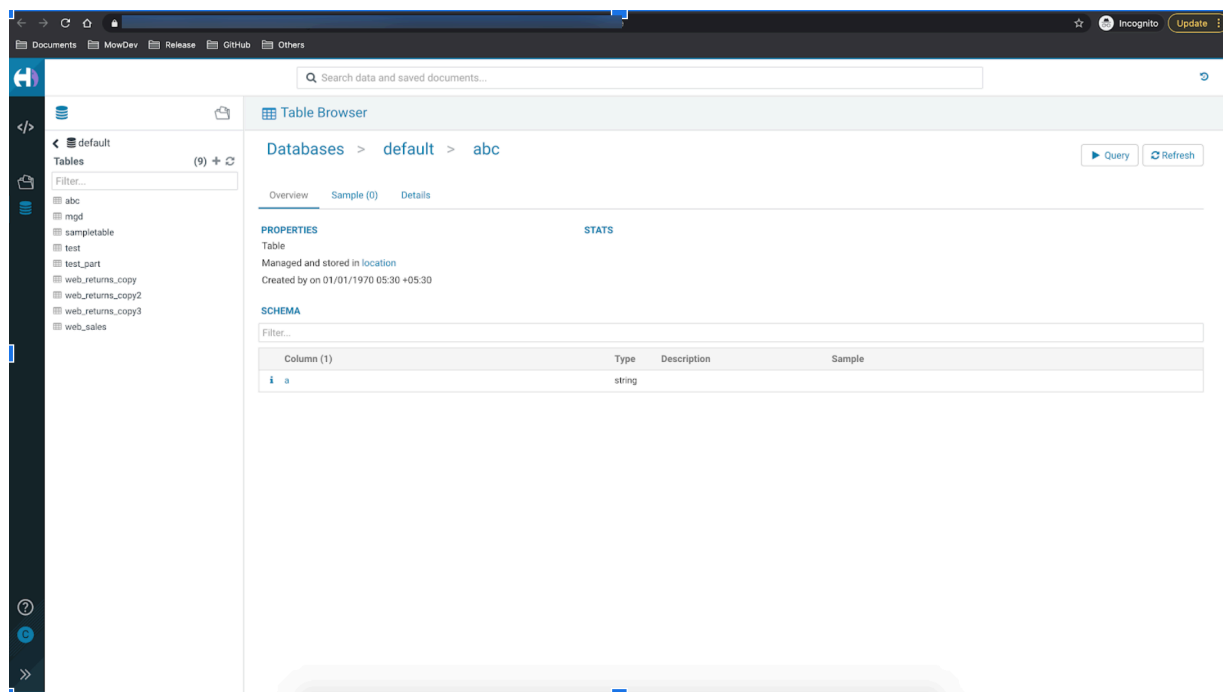 Incognito
Update
Documents
MowDev
Release
GitHub
Others
Search data and saved documents...
Table Browser
default
Tables (9)
Filter...
abc
mgd
sampletable
test
test_part
web_returns_copy
web_returns_copy2
web_returns_copy3
web_sales
Databases > default > abc
Query
Refresh
Overview
Sample (0)
Details
PROPERTIES
STATS
Table
Managed and stored in location
Created by on 01/01/1970 05:30 +05:30
SCHEMA
Filter...
Column (1) Type Description Sample
i a string
C